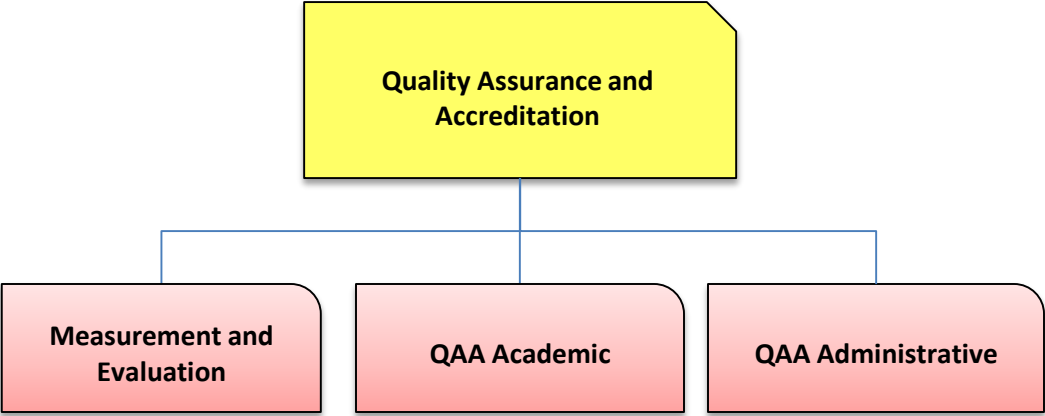 Quality Assurance and
Accreditation
Measurement and
Evaluation
QAA Academic
QAA Administrative